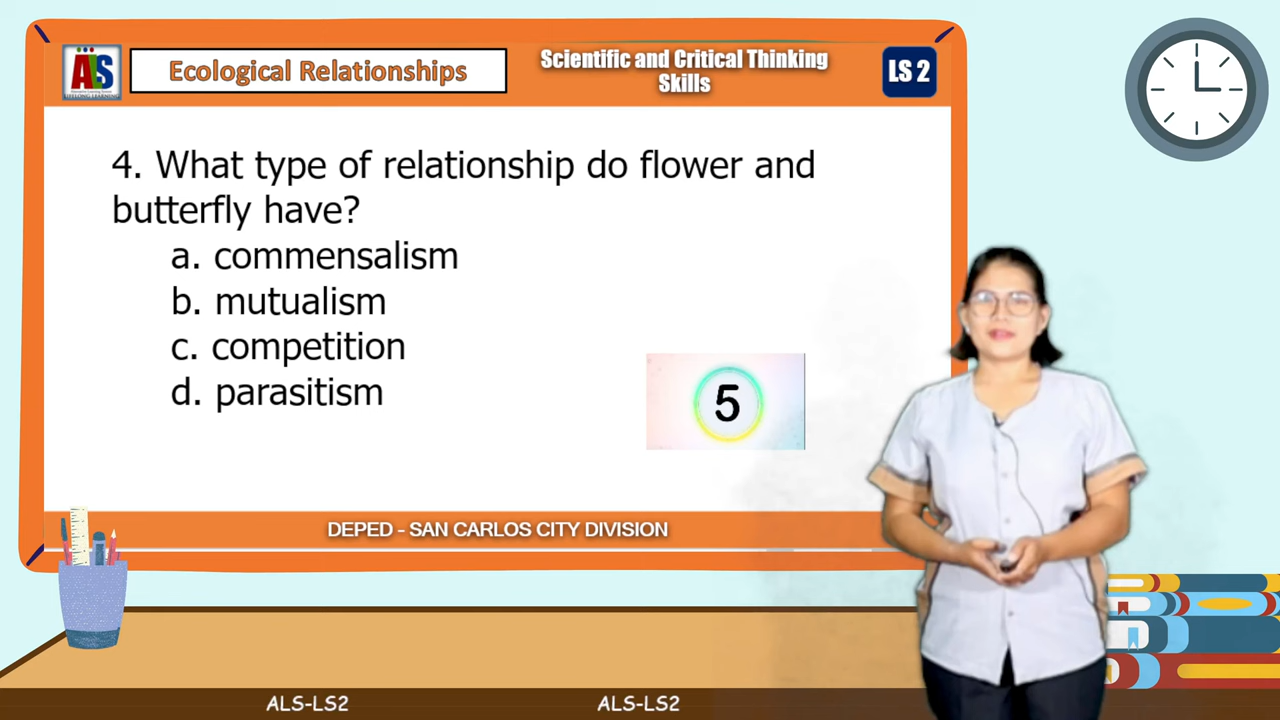 ALS
Ecological Relationships
Scientific and Critical Thinking
Skills
LS 2
4. What type of relationship do flower and
butterfly have?
a. commensalism
b. mutualism
c. competition
d. parasitism
5
DEPED - SAN CARLOS CITY DIVISION
ALS-LS2
ALS-LS2